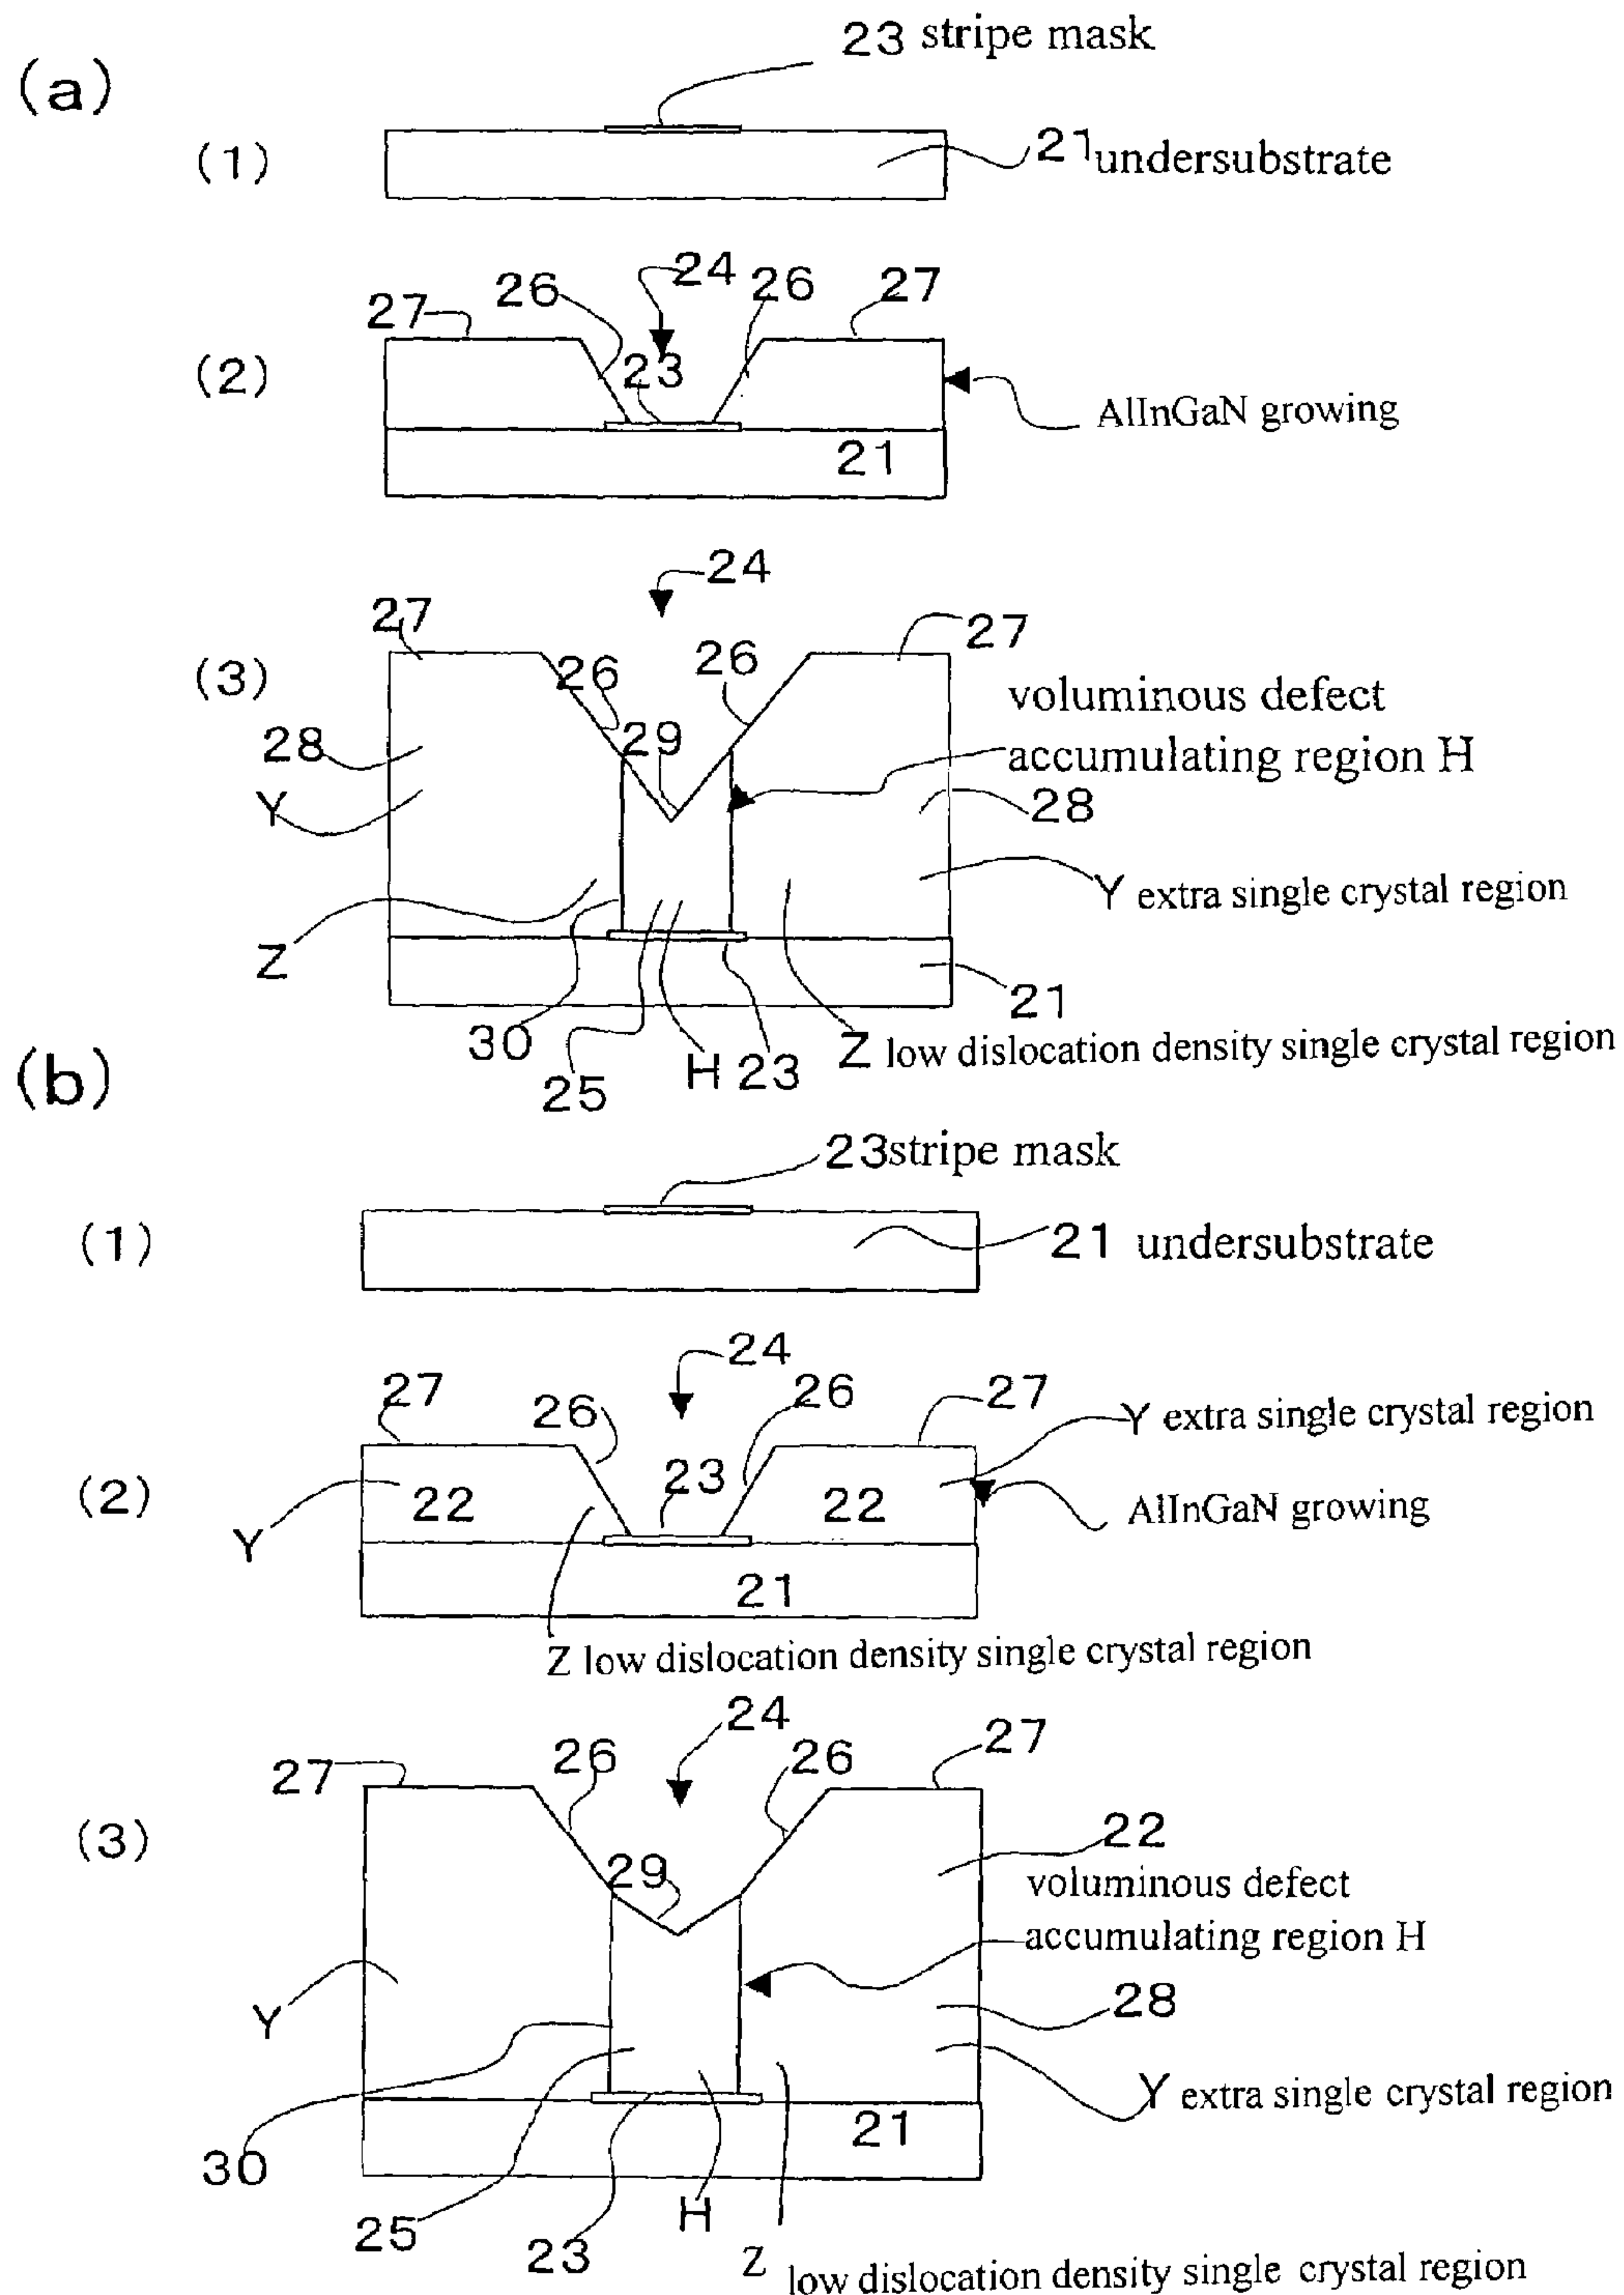 (a)
23 stripe mask
(1)
21 undersubstrate
24
26
26
27
27
(2)
23
AlInGaN growing
21
24
27
27
(3)
26
26
voluminous defect
29
28
accumulating region H
Y
28
Y extra single crystal region
Z
21
30
Z low dislocation density single crystal region
25
H
23
(b)
23 stripe mask
(1)
21 undersubstrate
24
27
26
26
27
Y extra single crystal region
(2)
23
22
22
AlInGaN growing
Y
21
Z low dislocation density single crystal region
24
26
26
27
27
(3)
22
29
voluminous defect
accumulating region H
Y
28
Y extra single crystal region
21
30
25
H
23
Z low dislocation density single crystal region